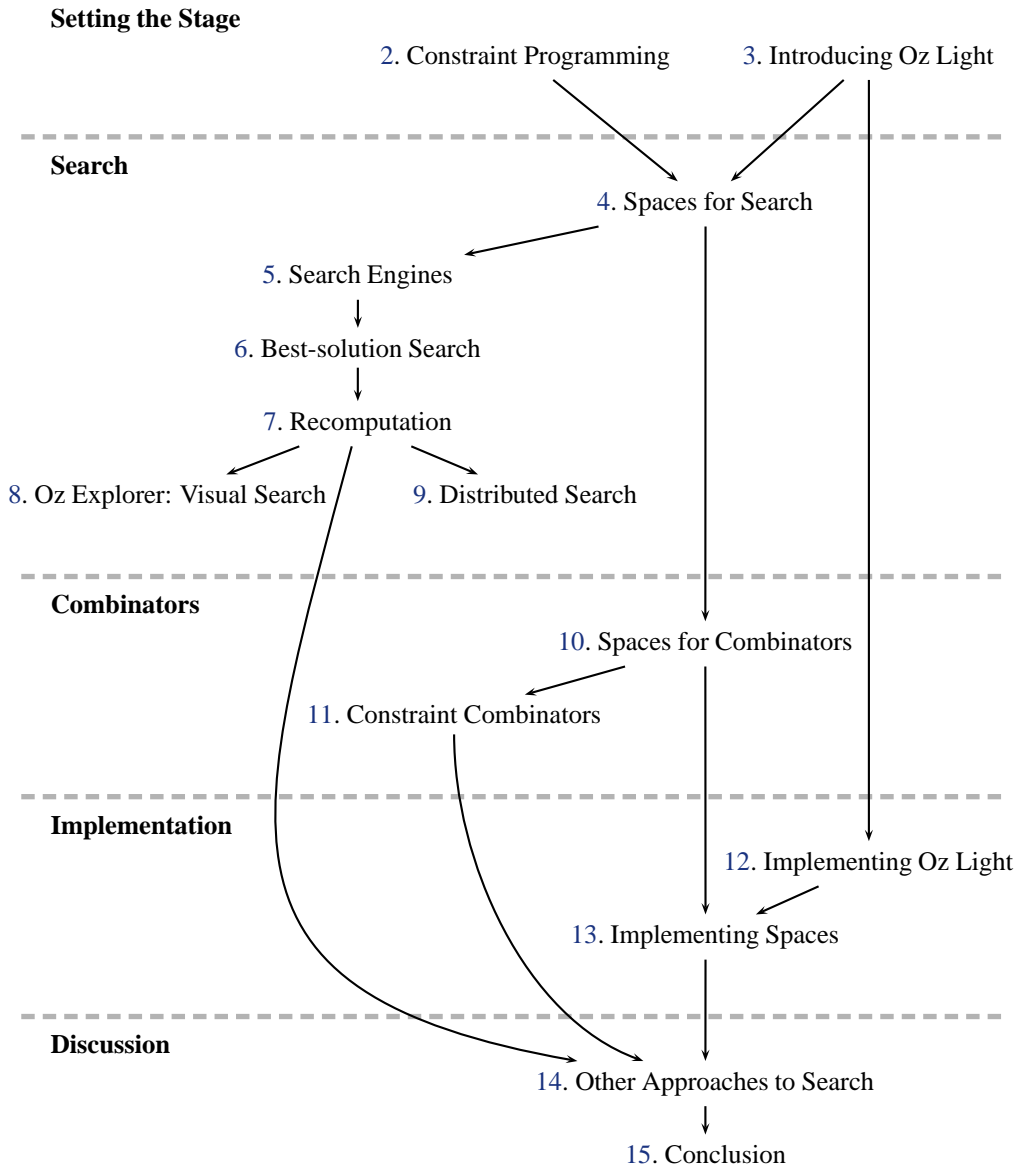 Setting the Stage
2. Constraint Programming
3. Introducing Oz Light
Search
4. Spaces for Search
5. Search Engines
6. Best-solution Search
7. Recomputation
8. Oz Explorer: Visual Search
9. Distributed Search
Combinators
10. Spaces for Combinators
11. Constraint Combinators
Implementation
12. Implementing Oz Light
13. Implementing Spaces
Discussion
14. Other Approaches to Search
15. Conclusion